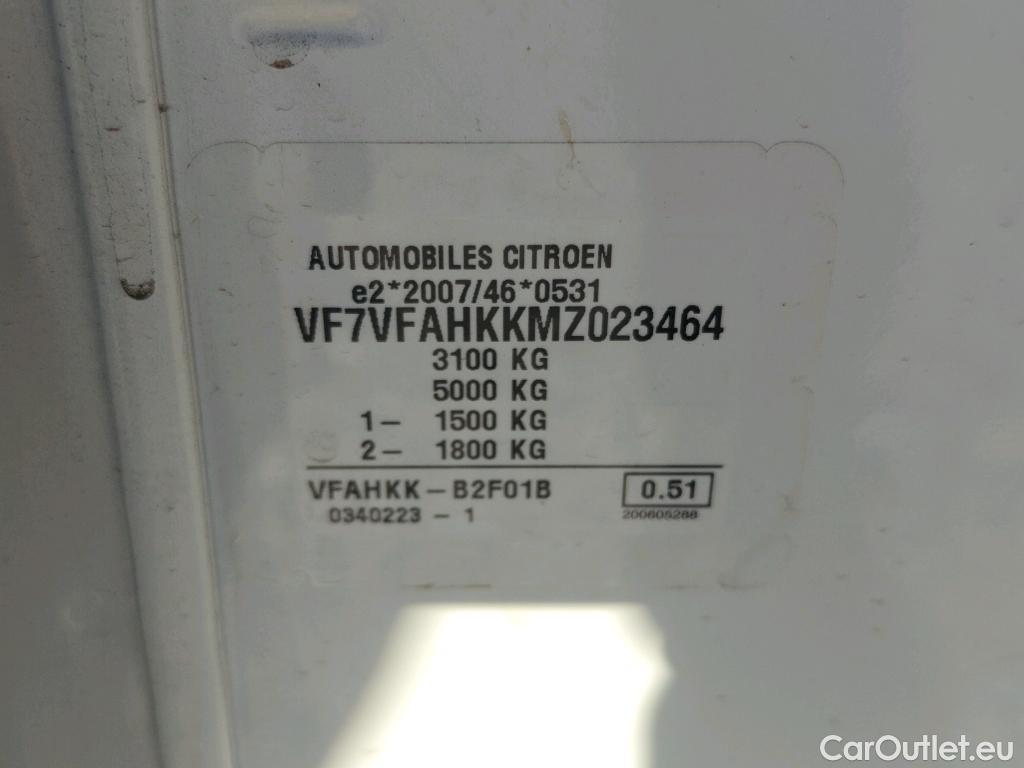 AUTOMOBILES CITROEN
e2*2007/46*0531
VF7VFAHKKMZ023464
3100 KG
5000 KG
1- 1500 KG
2- 1800 KG
VFAHKK-B2F01B 0.51
0340223-1 200605288
CarOutlet.eu